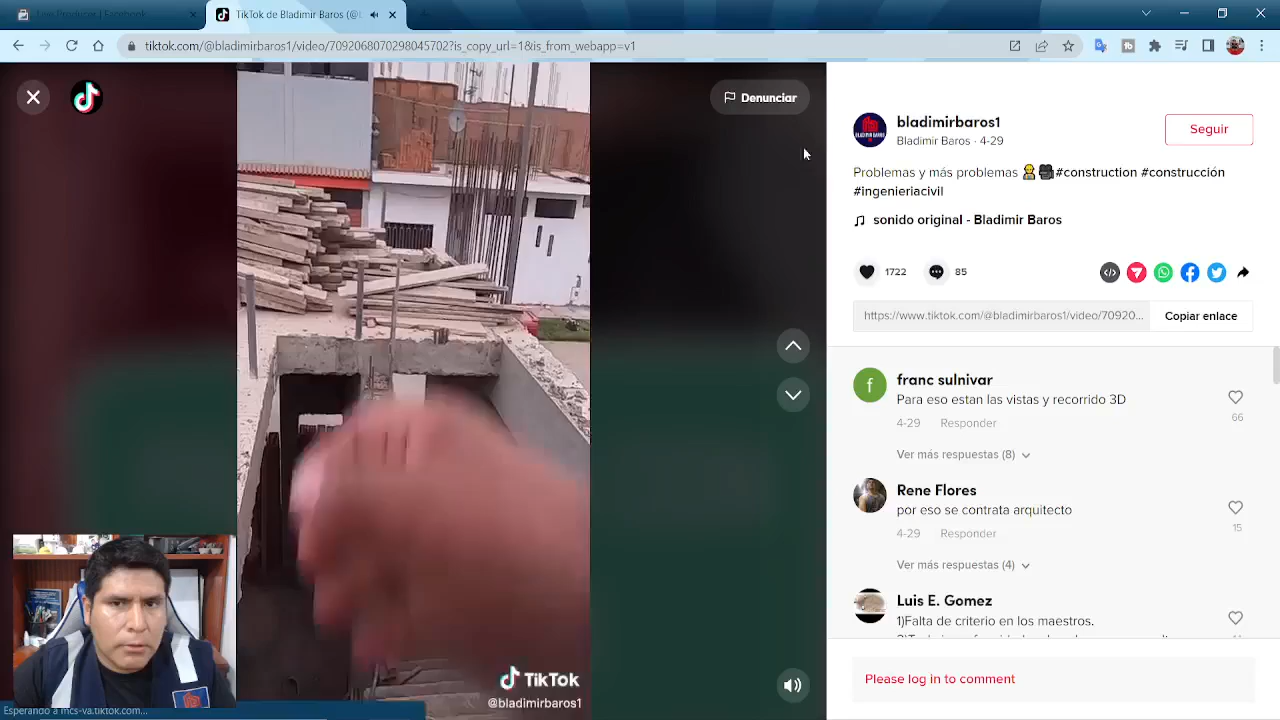 Live Producer | Facebook
TikTok de Bladimir Baros (@
tiktok.com/@bladimirbaros1/video/7092068070298045702?is_copy_url=1&is_from_webapp=v1
Denunciar
bladimirbaros1
Bladimir Baros · 4-29
Seguir
Problemas y más problemas #construction #construcción
#ingenieriacivil
sonido original - Bladimir Baros
1722
85
https://www.tiktok.com/@bladimirbaros1/video/70920...
Copiar enlace
franc sulnivar
Para eso estan las vistas y recorrido 3D
66
4-29 Responder
Ver más respuestas (8)
Rene Flores
por eso se contrata arquitecto
15
4-29 Responder
Ver más respuestas (4)
Luis E. Gomez
1)Falta de criterio en los maestros.
Please log in to comment
TikTok
@bladimirbaros1
Esperando a mcs-va.tiktok.com...